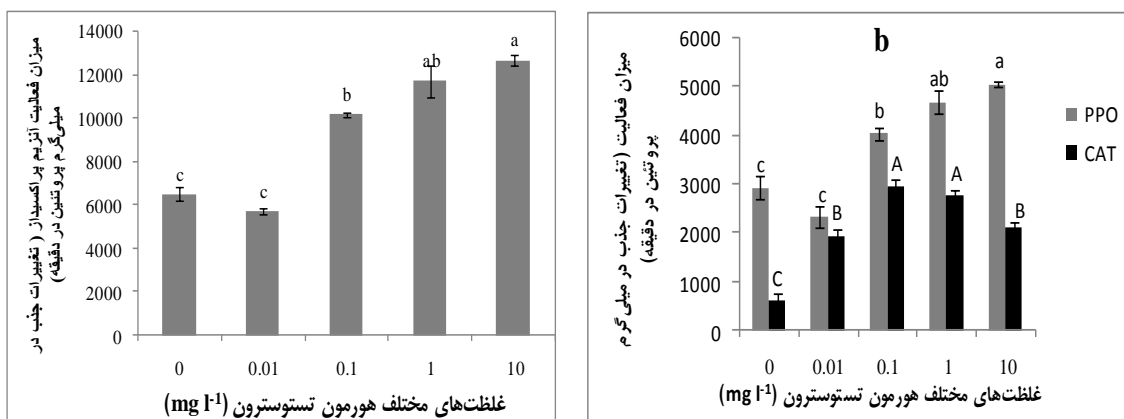 میزان فعالیت آنزیم پراکسیداز ( تغییرات جذب در
میلی‌گرم پروتئین در دقیقه)
14000
12000
10000
8000
6000
4000
2000
0
c
c
b
ab
a
0
0.01
0.1
1
10
غلظت‌های مختلف هورمون تستوسترون (mg l-1)
میزان فعالیت (تغییرات جذب در میلی گرم
پروتئین در دقیقه)
b
6000
5000
4000
3000
2000
1000
0
c
C
c
B
b
A
ab
A
a
B
PPO
CAT
0
0.01
0.1
1
10
غلظت‌های مختلف هورمون تستوسترون (mg l-1)